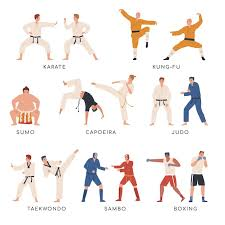 KARATE KUNG-FU
SUMO CAPOEIRA JUDO
TAEKWONDO SAMBO BOXING